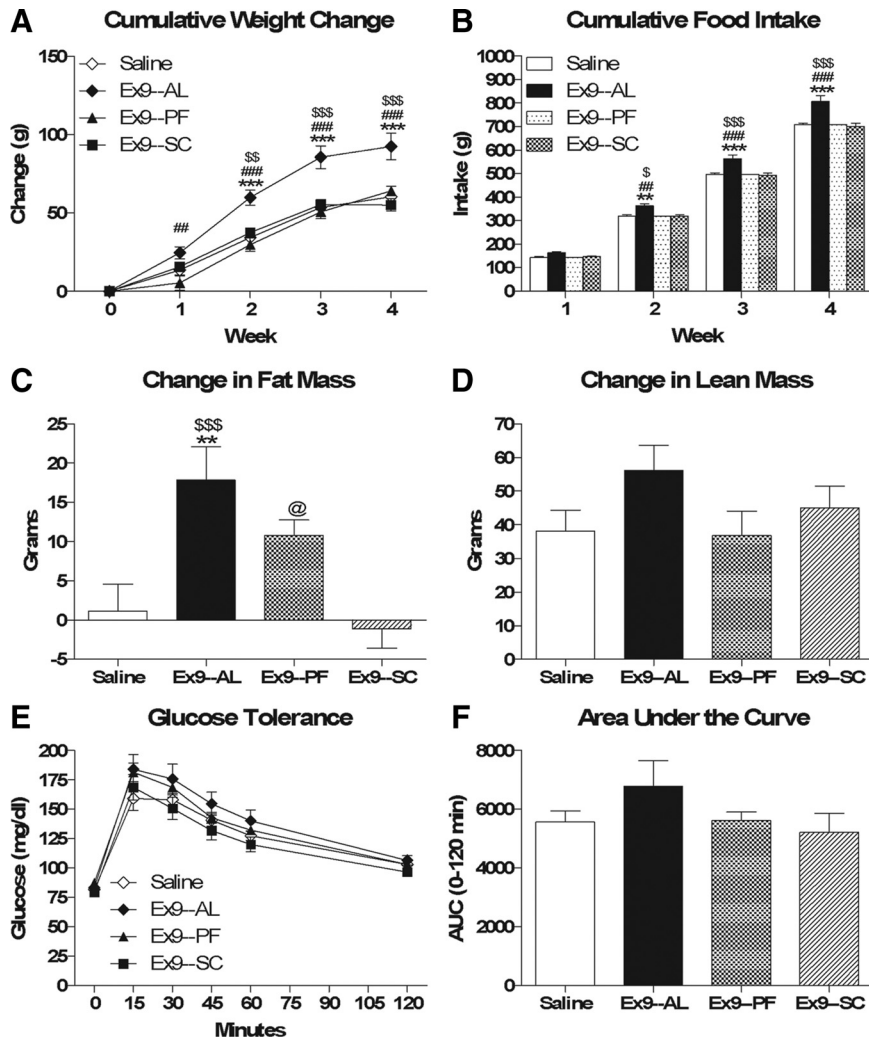 A
Cumulative Weight Change
Saline
Ex9--AL
Ex9--PF
Ex9--SC
Change (g)
150
100
50
0
##
$$
###
***
$$$
###
***
$$$
###
***
0 1 2 3 4
Week
B
Cumulative Food Intake
Saline
Ex9--AL
Ex9--PF
Ex9--SC
Intake (g)
1000
900
800
700
600
500
400
300
200
100
0
$
##
**
$$$
###
***
$$$
###
***
1 2 3 4
Week
C
Change in Fat Mass
Grams
25
20
15
10
5
0
-5
$$$
**
@
Saline Ex9--AL Ex9--PF Ex9--SC
D
Change in Lean Mass
Grams
70
60
50
40
30
20
10
0
Saline Ex9--AL Ex9--PF Ex9--SC
E
Glucose Tolerance
Glucose (mg/dl)
200
175
150
125
100
75
50
25
0
Saline
Ex9--AL
Ex9--PF
Ex9--SC
0 15 30 45 60 75 90 105 120
Minutes
F
Area Under the Curve
AUC (0-120 min)
8000
6000
4000
2000
0
Saline Ex9--AL Ex9--PF Ex9--SC